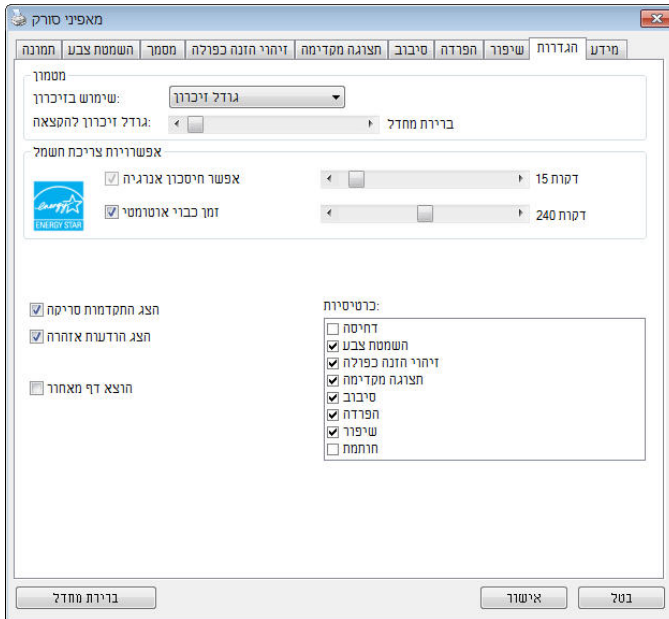 מאפיני סורק
תמונה השמטת צבע מסמך זיהוי הזנה כפולה תצוגה מקדימה סיבוב הפרדה שיפור הגדרות מידע
מטמון
שימוש בזיכרון: גודל זיכרון
גודל זיכרון להקצאה: ברירת מחדל
אפשרויות צריכת חשמל
אפשר חיסכון אנרגיה 15 דקות
זמן כבוי אוטומטי 240 דקות
energy
ENERGY STAR
כרטיסיות:
הצג התקדמות סריקה
הצג הודעות אזהרה
הוצא דף מאחור
דחיסה
השמטת צבע
זיהוי הזנה כפולה
תצוגה מקדימה
סיבוב
הפרדה
שיפור
חותמת
ברירת מחדל אישור בטל